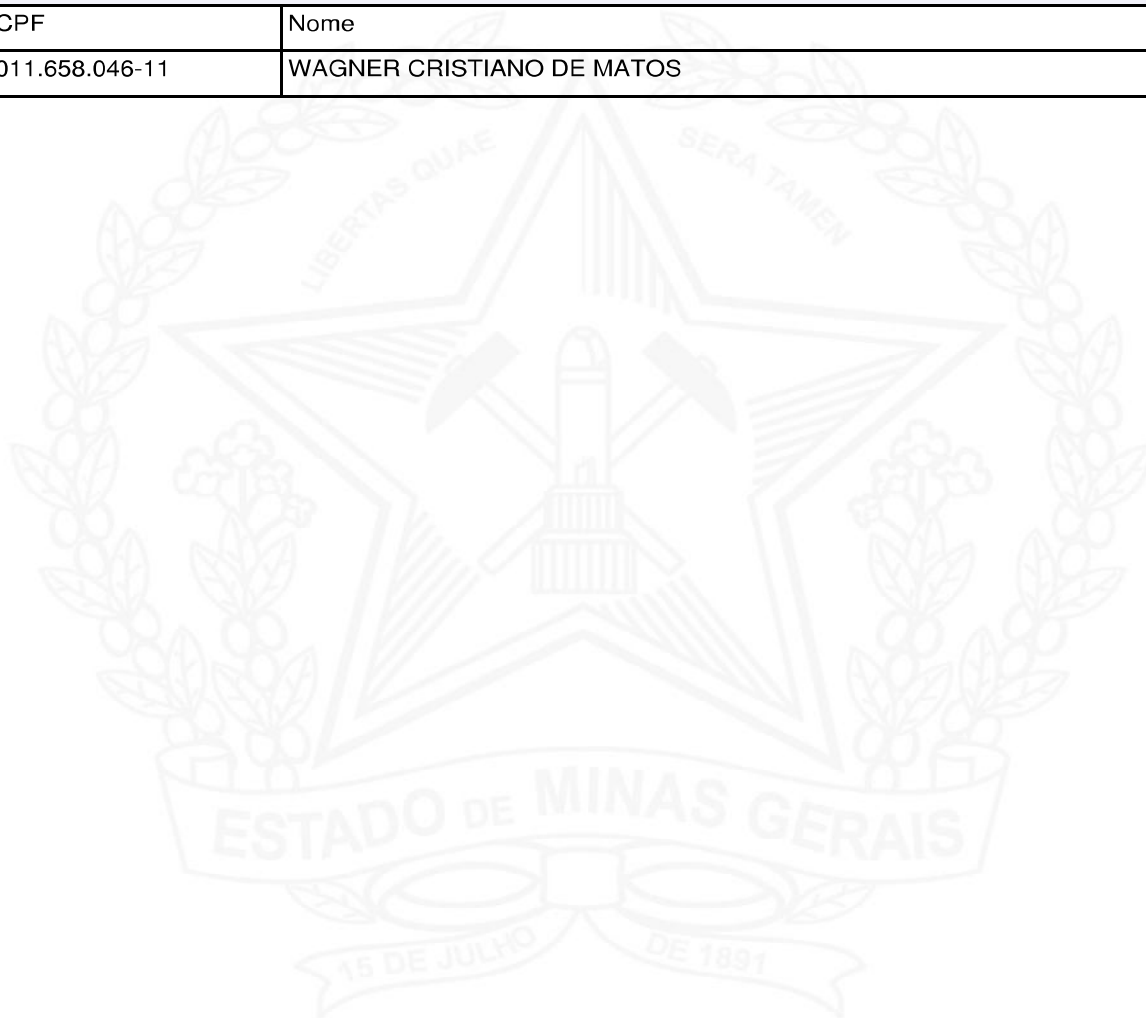 CPF Nome
011.658.046-11 WAGNER CRISTIANO DE MATOS
LIBERTAS QUAE SERA TAMEN
ESTADO DE MINAS GERAIS
15 DE JULHO DE 1891